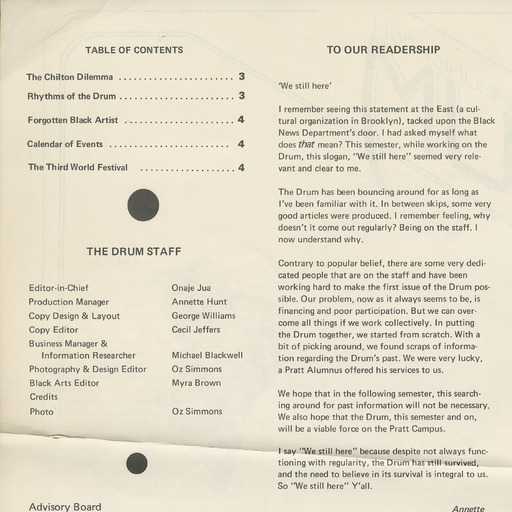 TABLE OF CONTENTS
The Chilton Dilemma ........................ 3
Rhythms of the Drum ........................ 3
Forgotten Black Artist ........................ 4
Calendar of Events ........................ 4
The Third World Festival ........................ 4
THE DRUM STAFF
Editor-in-Chief Onaje Jua
Production Manager Annette Hunt
Copy Design & Layout George Williams
Copy Editor Cecil Jeffers
Business Manager &
Information Researcher Michael Blackwell
Photography & Design Editor Oz Simmons
Black Arts Editor Myra Brown
Credits
Photo Oz Simmons
Advisory Board
TO OUR READERSHIP
'We still here'
I remember seeing this statement at the East (a cul-
tural organization in Brooklyn), tacked upon the Black
News Department's door. I had asked myself what
does that mean? This semester, while working on the
Drum, this slogan, "We still here" seemed very rele-
vant and clear to me.
The Drum has been bouncing around for as long as
I've been familiar with it. In between skips, some very
good articles were produced. I remember feeling, why
doesn't it come out regularly? Being on the staff. I
now understand why.
Contrary to popular belief, there are some very dedi-
cated people that are on the staff and have been
working hard to make the first issue of the Drum pos-
sible. Our problem, now as it always seems to be, is
financing and poor participation. But we can over-
come all things if we work collectively. In putting
the Drum together, we started from scratch. With a
bit of picking around, we found scraps of informa-
tion regarding the Drum's past. We were very lucky,
a Pratt Alumnus offered his services to us.
We hope that in the following semester, this search-
ing around for past information will not be necessary.
We also hope that the Drum, this semester and on,
will be a viable force on the Pratt Campus.
I say "We still here" because despite not always func-
tioning with regularity, the Drum has still survived,
and the need to believe in its survival is integral to us.
So "We still here" Y'all.
Annette